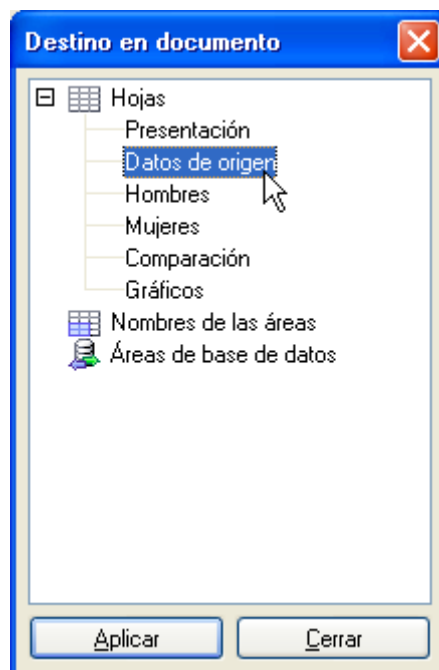 Destino en documento
Hojas
Presentación
Datos de origen
Hombres
Mujeres
Comparación
Gráficos
Nombres de las áreas
Áreas de base de datos
Aplicar Cerrar